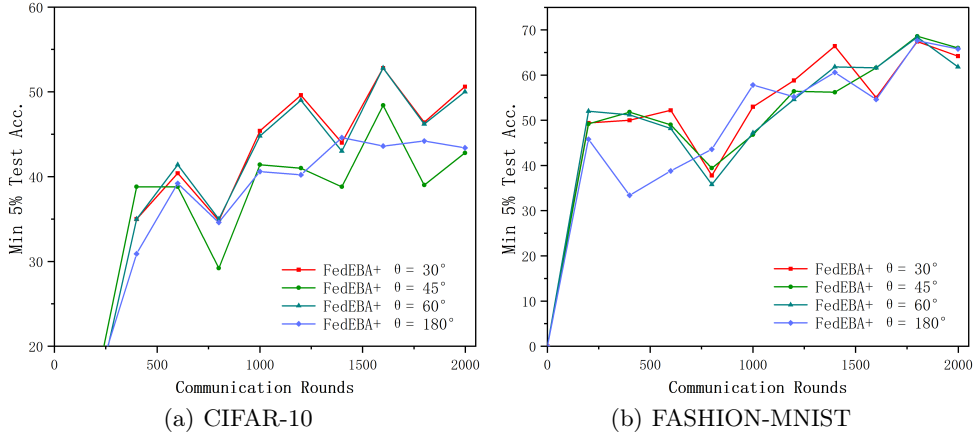 60
50
40
30
20
0
500
1000
1500
2000
Min 5% Test Acc.
Communication Rounds
FedEBA+ θ = 30°
FedEBA+ θ = 45°
FedEBA+ θ = 60°
FedEBA+ θ = 180°
(a) CIFAR-10
70
60
50
40
30
20
10
0
0
500
1000
1500
2000
Min 5% Test Acc.
Communication Rounds
FedEBA+ θ = 30°
FedEBA+ θ = 45°
FedEBA+ θ = 60°
FedEBA+ θ = 180°
(b) FASHION-MNIST